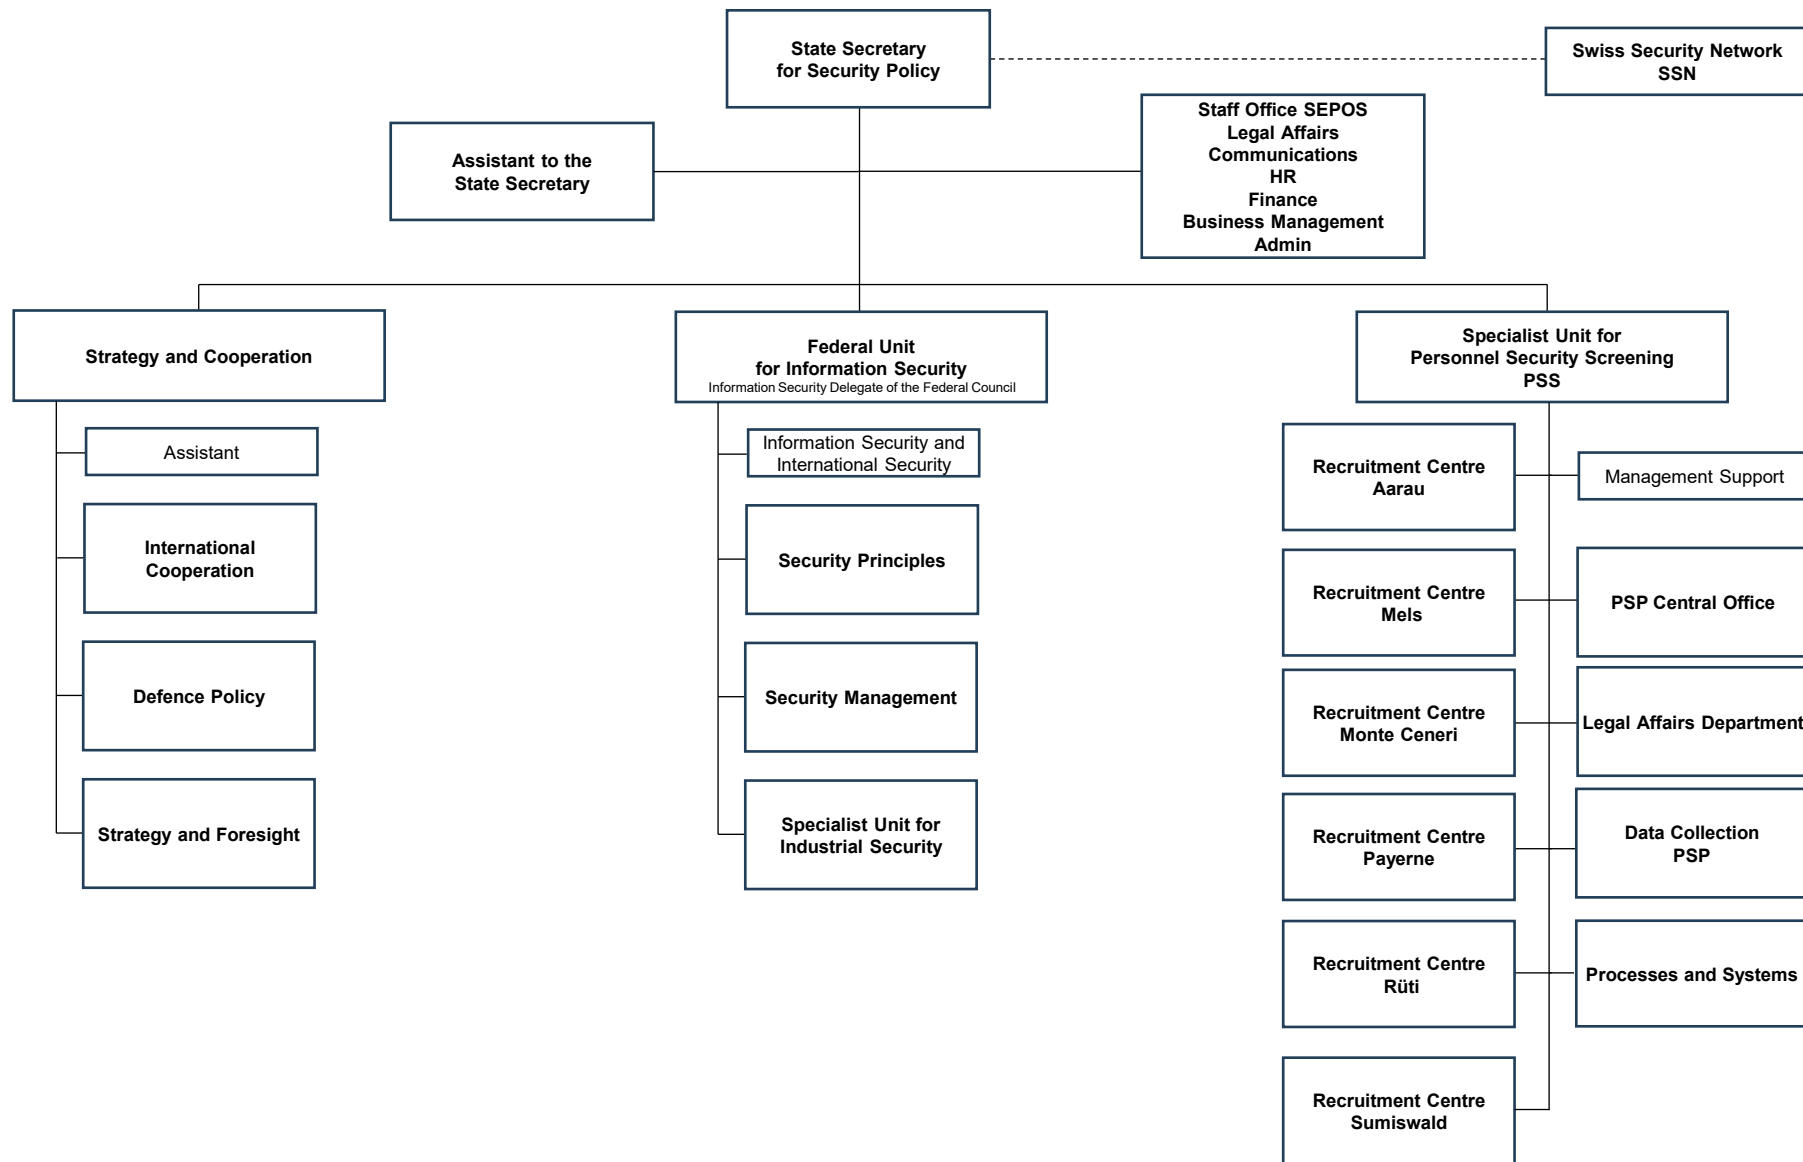 State Secretary
for Security Policy
Swiss Security Network
SSN
Assistant to the
State Secretary
Staff Office SEPOS
Legal Affairs
Communications
HR
Finance
Business Management
Admin
Strategy and Cooperation
Assistant
International
Cooperation
Defence Policy
Strategy and Foresight
Federal Unit
for Information Security
Information Security Delegate of the Federal Council
Information Security and
International Security
Security Principles
Security Management
Specialist Unit for
Industrial Security
Specialist Unit for
Personnel Security Screening
PSS
Recruitment Centre
Aarau
Management Support
Recruitment Centre
Mels
PSP Central Office
Recruitment Centre
Monte Ceneri
Legal Affairs Department
Recruitment Centre
Payerne
Data Collection
PSP
Recruitment Centre
Rüti
Processes and Systems
Recruitment Centre
Sumiswald